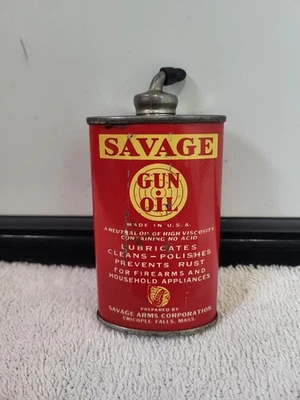 SAVAGE
GUN
OIL
MADE IN U.S.A.
A NEUTRAL OIL OF HIGH VISCOSITY
CONTAINING NO ACID
LUBRICATES
CLEANS-POLISHES
PREVENTS RUST
FOR FIREARMS AND
HOUSEHOLD APPLIANCES
PREPARED BY
SAVAGE ARMS CORPORATION
CHICOPEE FALLS, MASS.